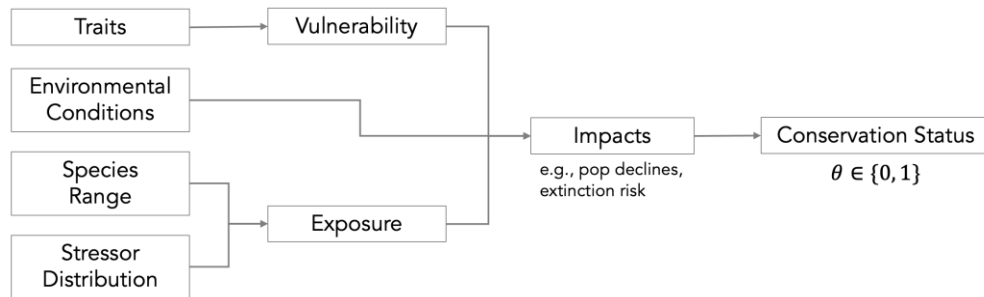 Traits
Vulnerability
Environmental
Conditions
Impacts
e.g., pop declines,
extinction risk
Conservation Status
θ ∈ {0, 1}
Species
Range
Exposure
Stressor
Distribution